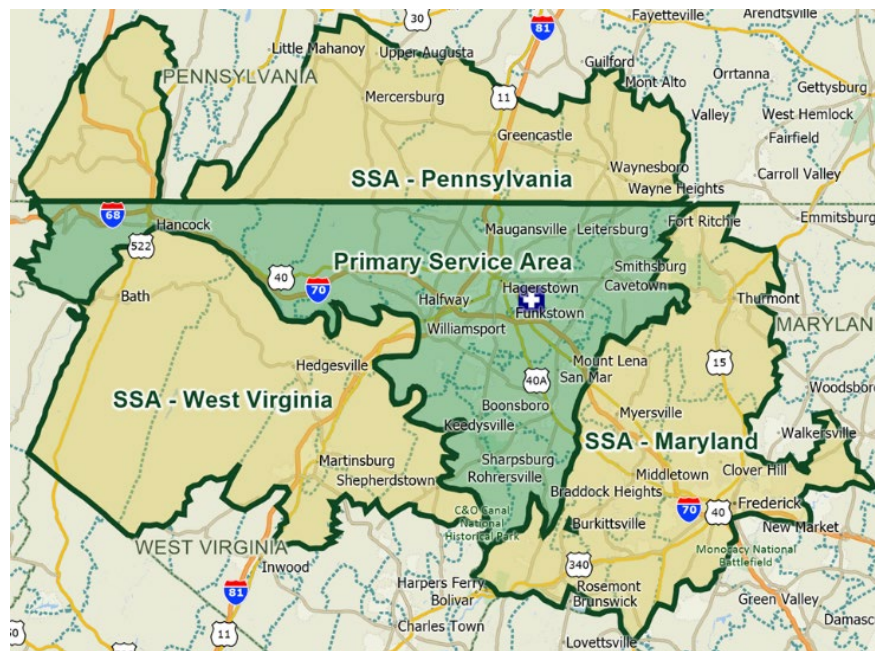 30
Fayetteville
Arendtsville
81
Little Mahanoy
Upper Augusta
Guilford
Orrtanna
PENNSYLVANIA
Mont Alto
Gettysburg
Mercersburg
11
Valley
West Hemlock
Greencastle
Fairfield
Waynesboro
Carroll Valley
SSA - Pennsylvania
Wayne Heights
68
Hancock
Maugansville
Leitersburg
Fort Ritchie
Emmitsburg
522
Primary Service Area
Smithsburg
40
70
Hagerstown
Cavetown
Bath
Halfway
Funkstown
Thurmont
Williamsport
MARYLAN
Hedgesville
Mount Lena
15
40A
San Mar
SSA - West Virginia
Boonsboro
Myersville
Woodsbor
Keedysville
SSA - Maryland
Walkersville
Martinsburg
Sharpsburg
Middletown
Clover Hill
Shepherdstown
Rohrersville
Braddock Heights
Frederick
C&O Canal
National
Historical Park
Burkittsville
70
40
New Market
WEST VIRGINIA
Monocacy National
Battlefield
Inwood
340
81
Harpers Ferry
Rosemont
Green Valley
Bolivar
Brunswick
11
Charles Town
Damasc
Lovettsville